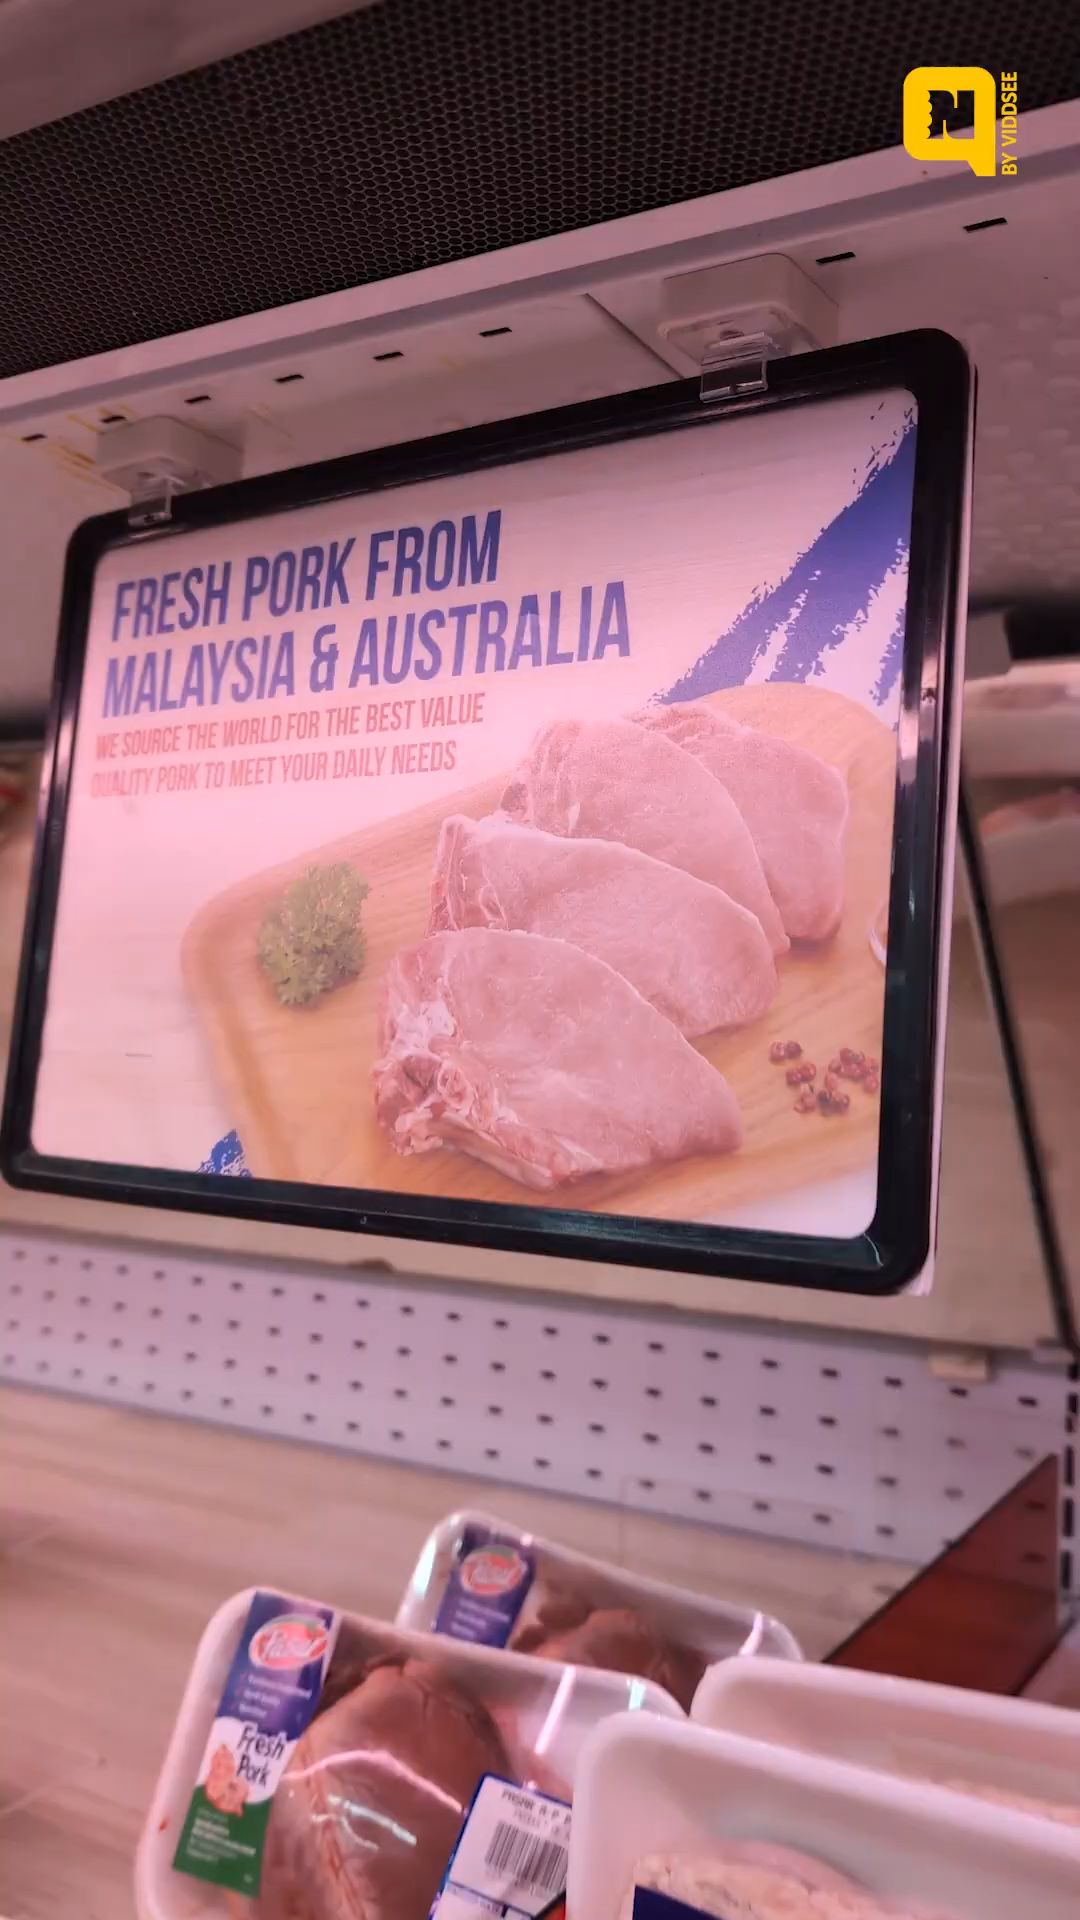 N
BY VIDDSEE
FRESH PORK FROM
MALAYSIA & AUSTRALIA
WE SOURCE THE WORLD FOR THE BEST VALUE
QUALITY PORK TO MEET YOUR DAILY NEEDS
Fresh
Pork